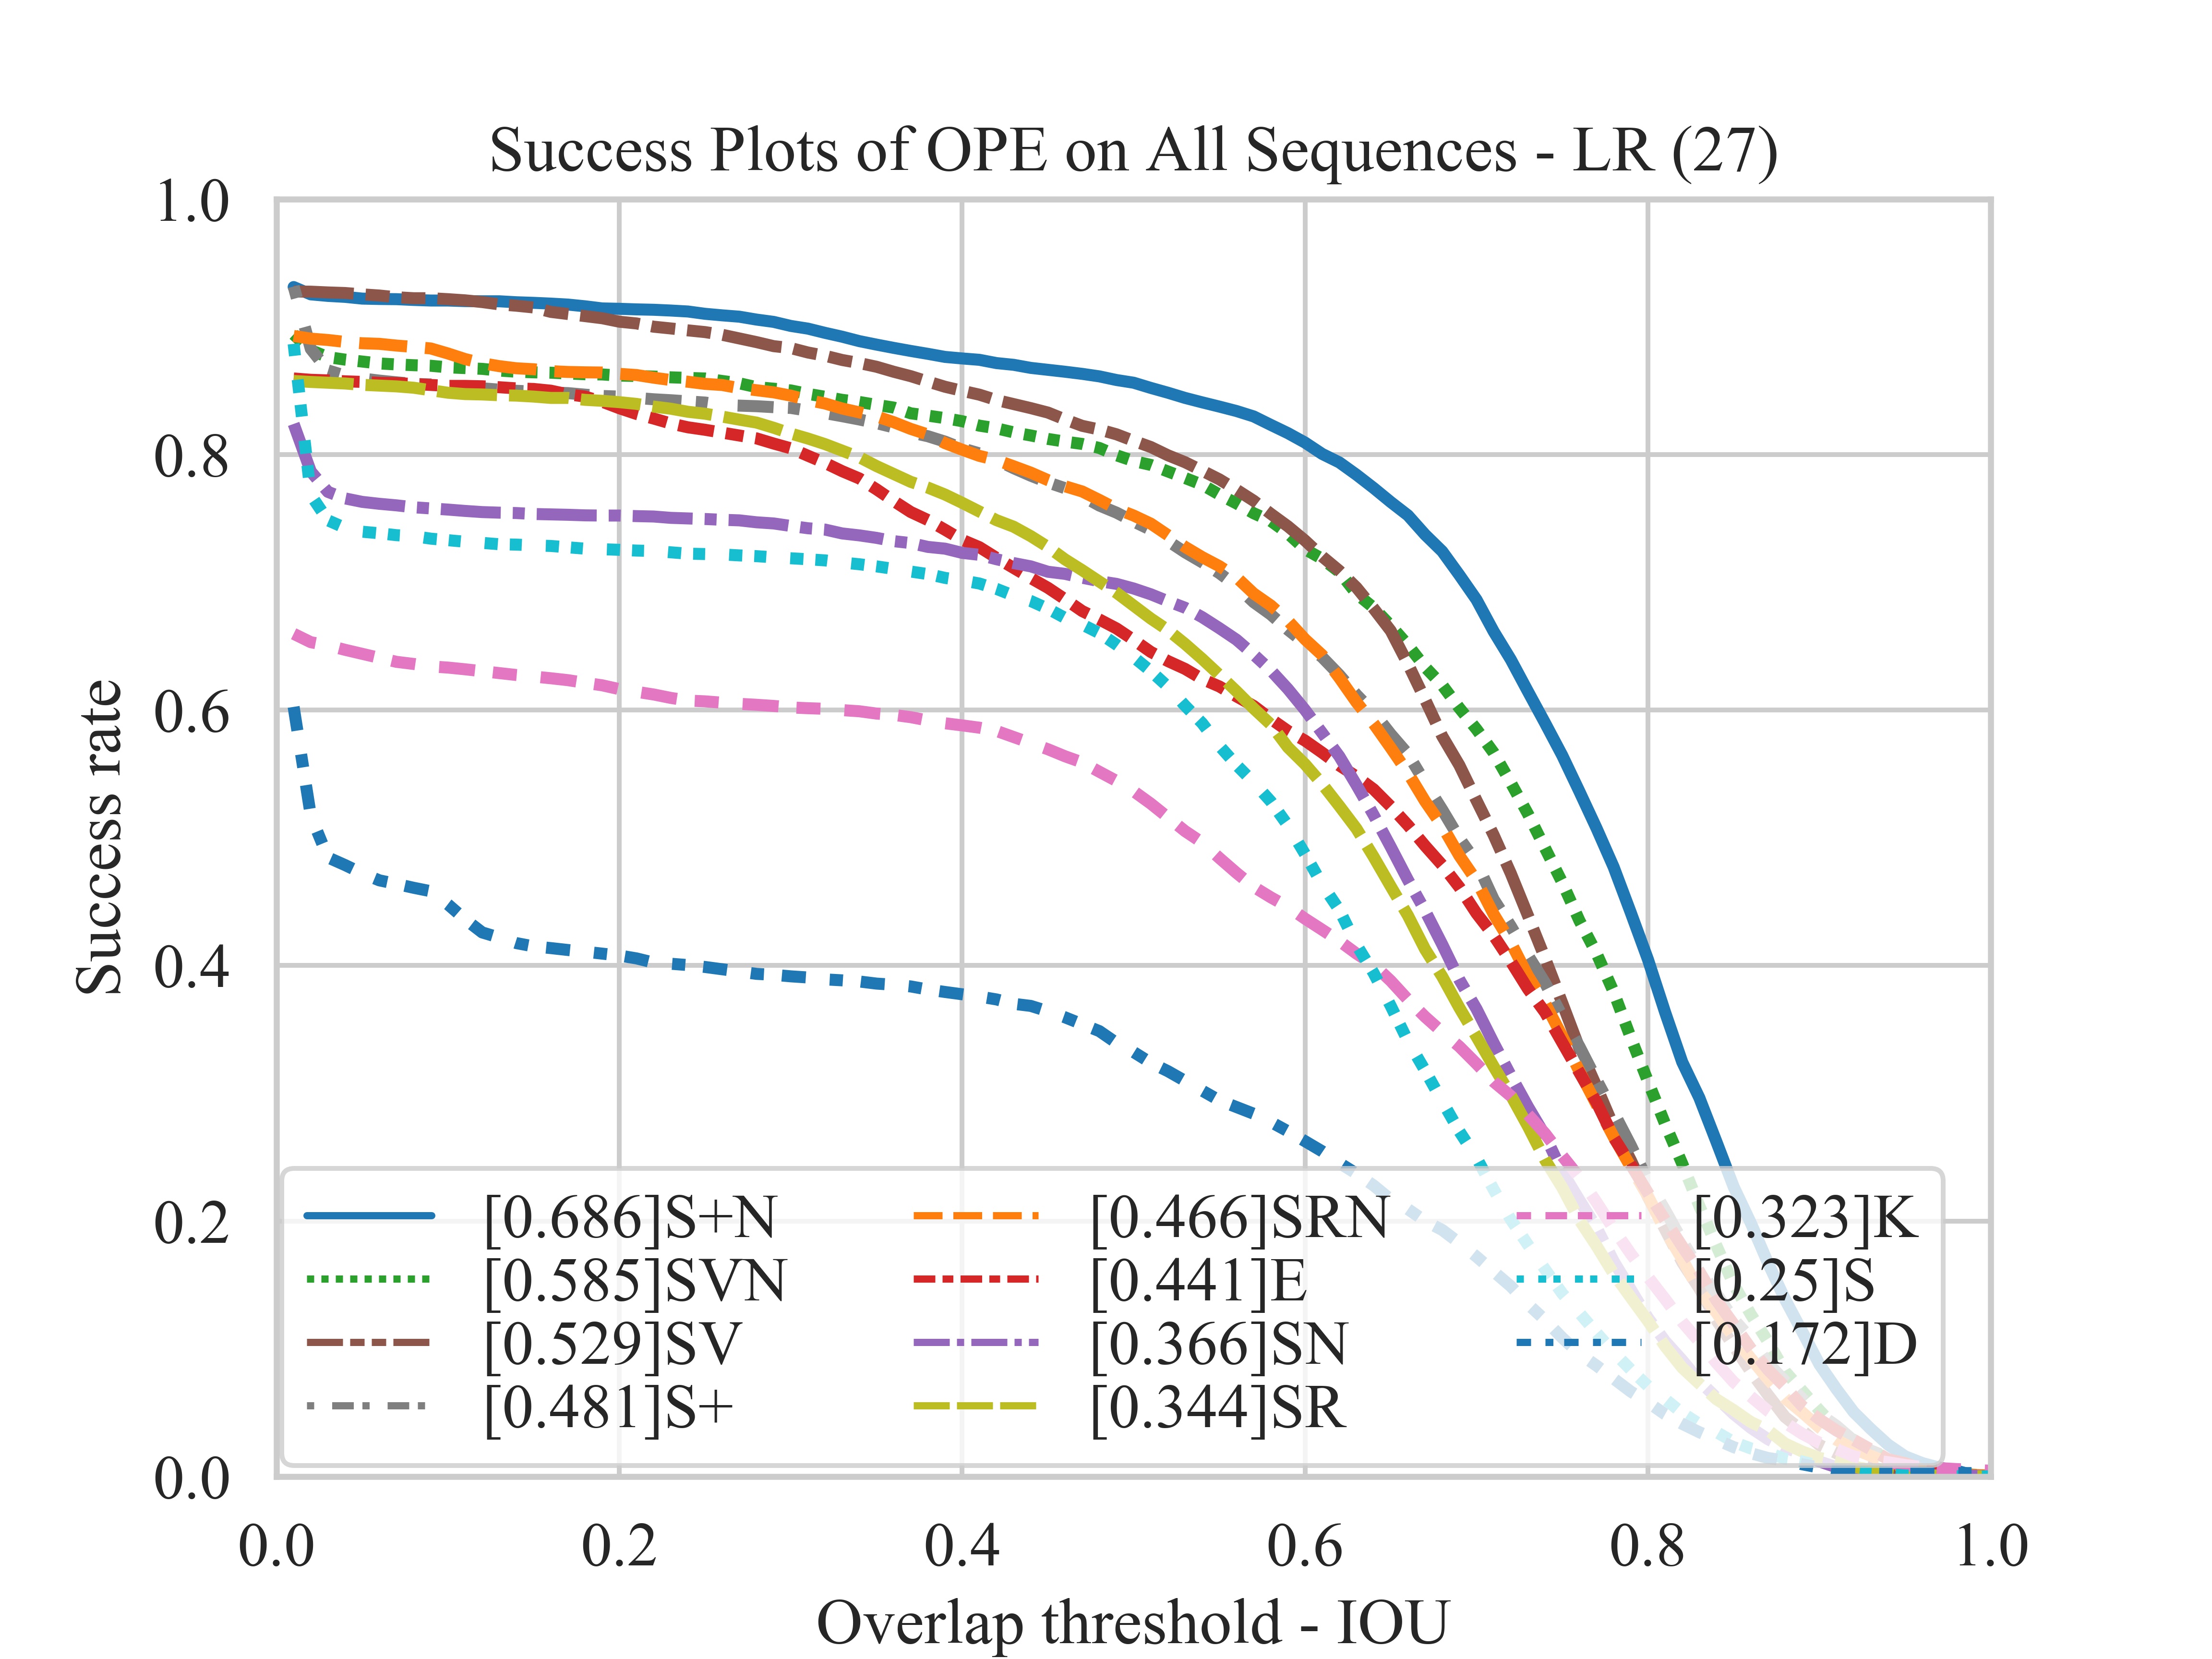 Success Plots of OPE on All Sequences - LR (27)
1.0
0.8
0.6
0.4
0.2
0.0
Success rate
[0.686]S+N
[0.585]SVN
[0.529]SV
[0.481]S+
[0.466]SRN
[0.441]E
[0.366]SN
[0.344]SR
[0.323]K
[0.25]S
[0.172]D
0.0 0.2 0.4 0.6 0.8 1.0
Overlap threshold - IOU